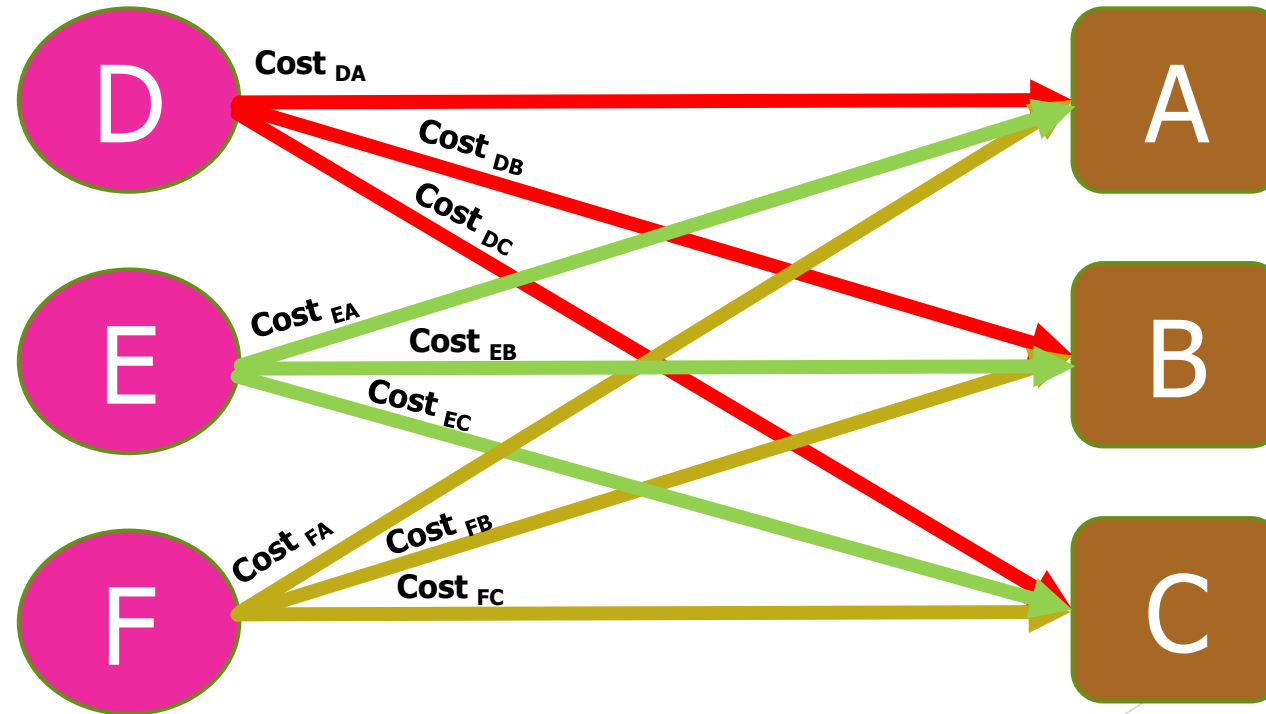 D
Cost DA
Cost DB
Cost DC
A
E
Cost EA
Cost EB
Cost EC
B
F
Cost FA
Cost FB
Cost FC
C